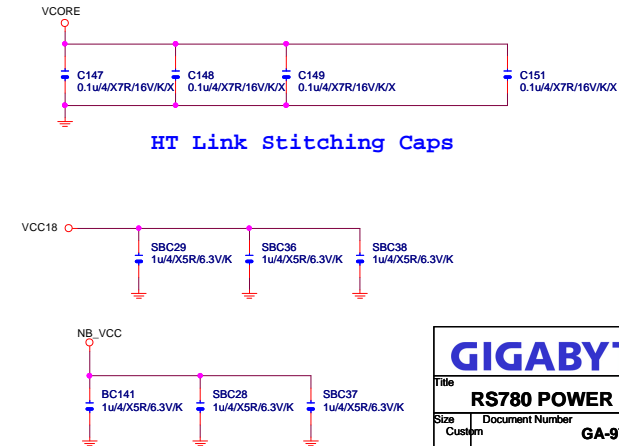 VCORE
C147 C148 C149 C151
0.1u/4/X7R/16V/K/X 0.1u/4/X7R/16V/K/X 0.1u/4/X7R/16V/K/X 0.1u/4/X7R/16V/K/X
HT Link Stitching Caps
VCC18
SBC29 SBC36 SBC38
1u/4/X5R/6.3V/K 1u/4/X5R/6.3V/K 1u/4/X5R/6.3V/K
NB_VCC
BC141 SBC28 SBC37
1u/4/X5R/6.3V/K 1u/4/X5R/6.3V/K 1u/4/X5R/6.3V/K
GIGABYT
Title
RS780 POWER
Size Document Number
Custom GA-97